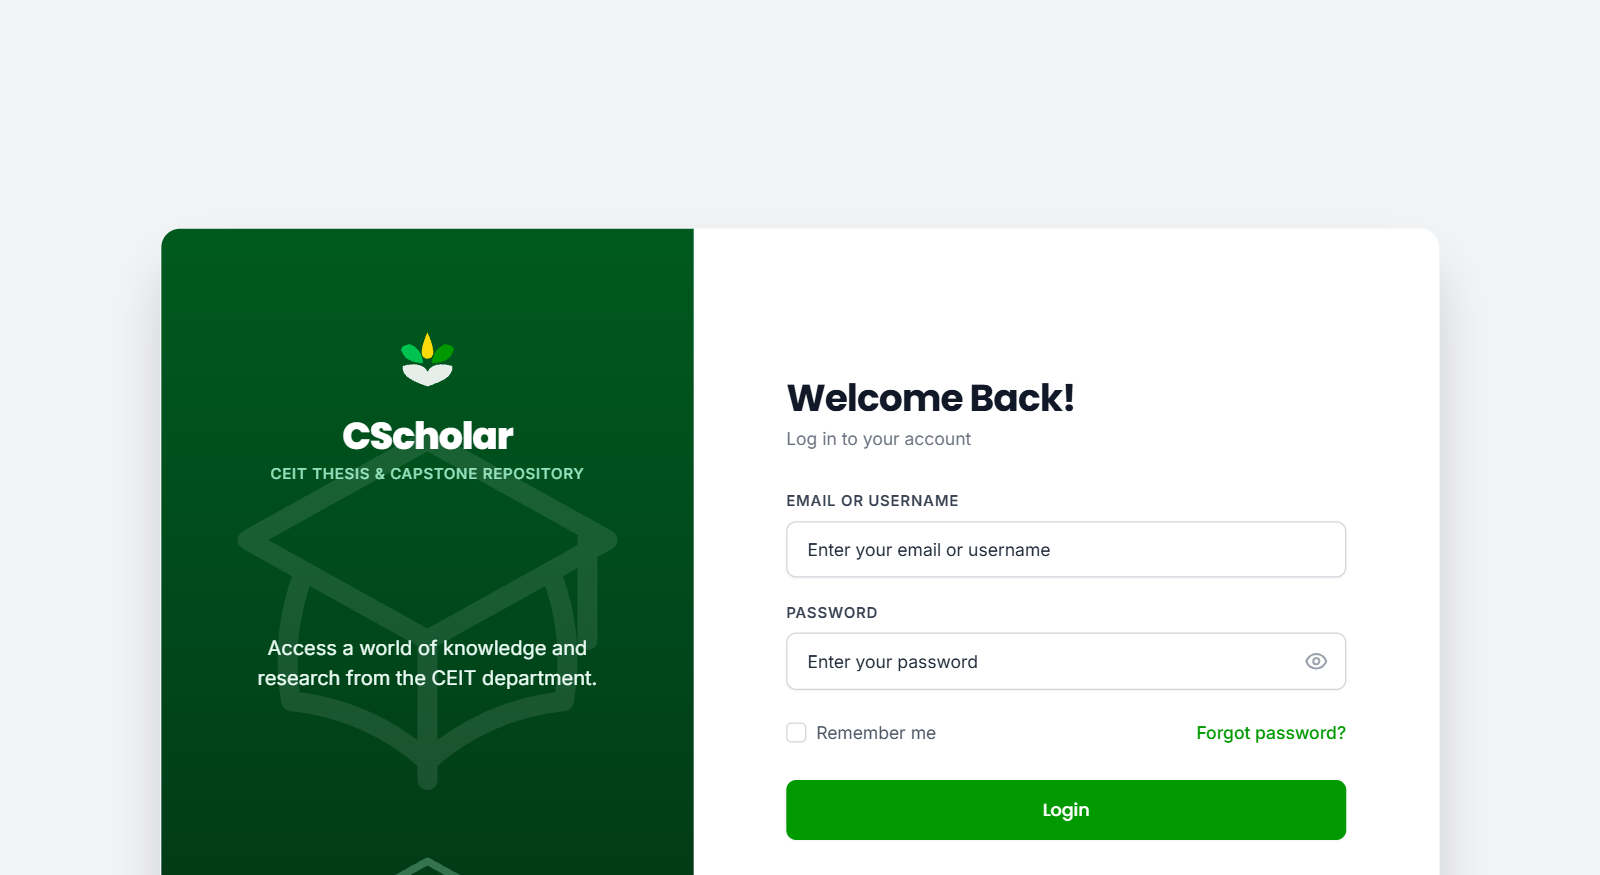 CScholar
CEIT THESIS & CAPSTONE REPOSITORY
Access a world of knowledge and
research from the CEIT department.
Welcome Back!
Log in to your account
EMAIL OR USERNAME
Enter your email or username
PASSWORD
Enter your password
Remember me
Forgot password?
Login